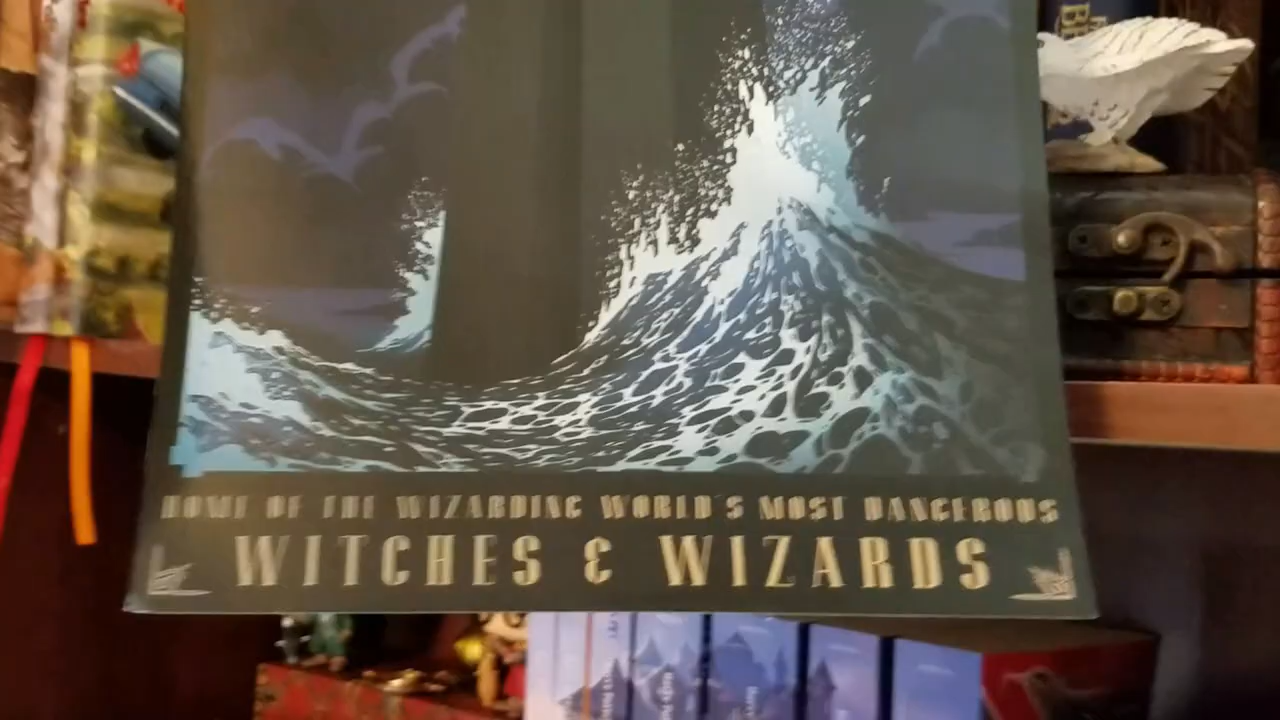 HOME OF THE WIZARDING WORLD'S MOST DANGEROUS
WITCHES & WIZARDS